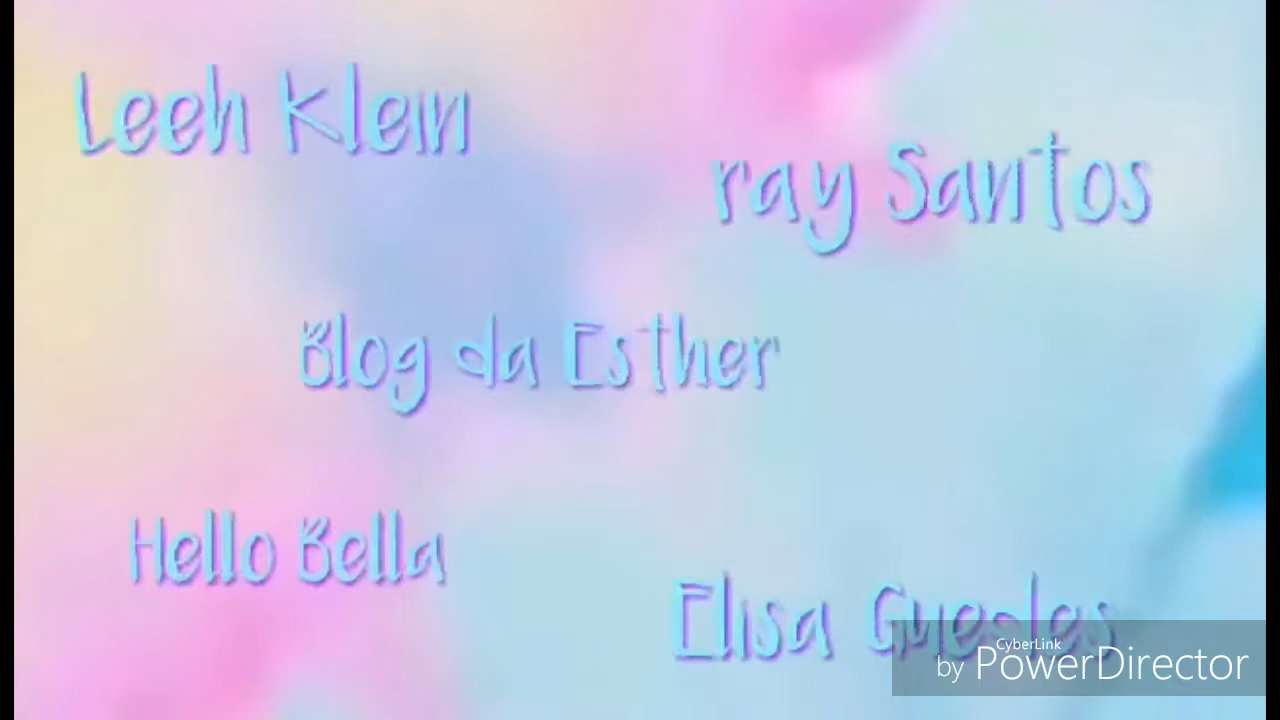 Leeh Klein
ray Santos
Blog da Esther
Hello Bella
Elisa Guedes
CyberLink
by PowerDirector